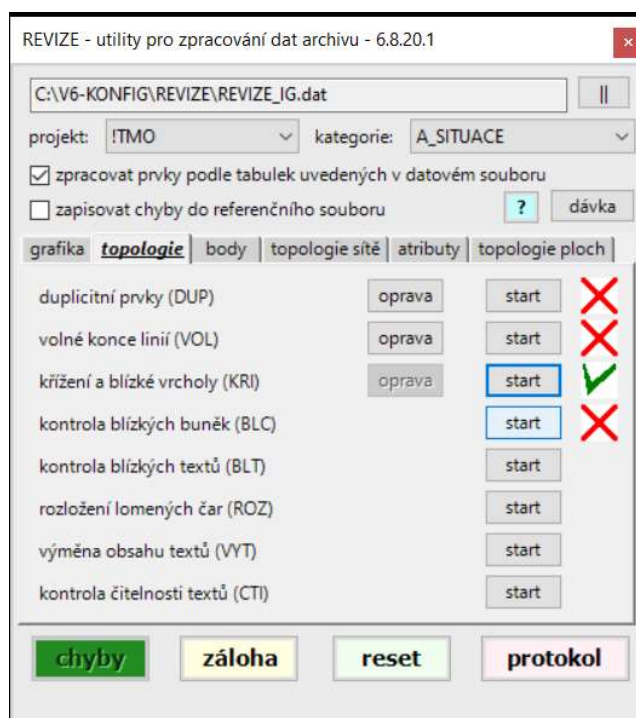 REVIZE - utility pro zpracování dat archivu - 6.8.20.1 ×
C:\V6-KONFIG\REVIZE\REVIZE_IG.dat ||
projekt: !TMO kategorie: A_SITUACE
zpracovat prvky podle tabulek uvedených v datovém souboru
zapisovat chyby do referenčního souboru ? dávka
grafika topologie body topologie sítě atributy topologie ploch
duplicitní prvky (DUP) oprava start
volné konce linií (VOL) oprava start
křížení a blízké vrcholy (KRI) oprava start
kontrola blízkých buněk (BLC) start
kontrola blízkých textů (BLT) start
rozložení lomených čar (ROZ) start
výměna obsahu textů (VYT) start
kontrola čitelnosti textů (CTI) start
chyby záloha reset protokol